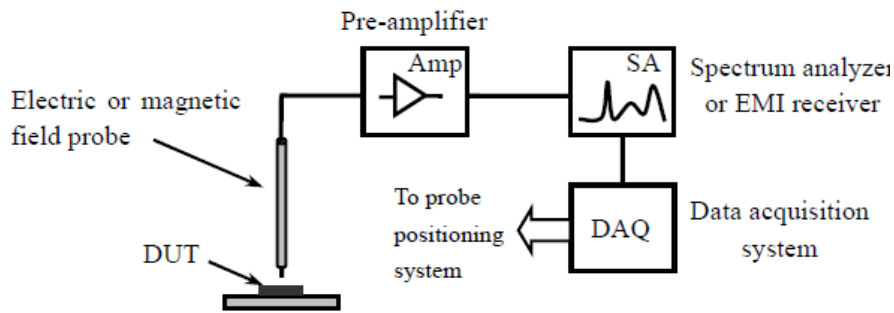 Pre-amplifier
Amp
SA
Spectrum analyzer
or EMI receiver
Electric or magnetic
field probe
To probe
positioning
system
DAQ
Data acquisition
system
DUT